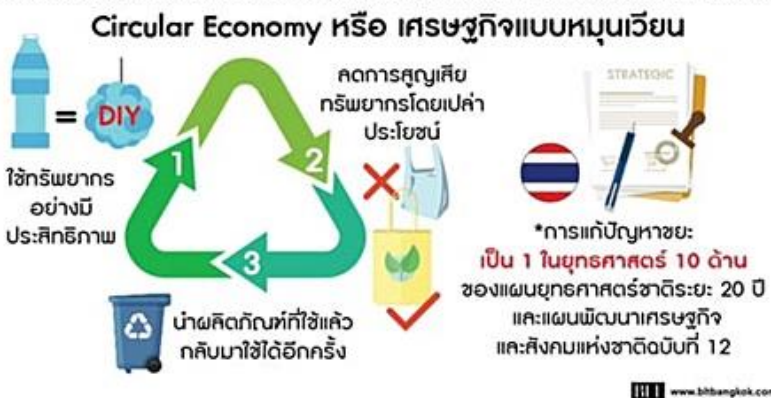 Circular Economy หรือ เศรษฐกิจแบบหมุนเวียน
= DIY
1
ใช้ทรัพยากร
อย่างมี
ประสิทธิภาพ
2
ลดการสูญเสีย
ทรัพยากรโดยเปล่า
ประโยชน์
3
นำผลิตภัณฑ์ที่ใช้แล้ว
กลับมาใช้ได้อีกครั้ง
STRATEGIC
*การแก้ปัญหาขยะ
เป็น 1 ในยุทธศาสตร์ 10 ด้าน
ของแผนยุทธศาสตร์ชาติระยะ 20 ปี
และแผนพัฒนาเศรษฐกิจ
และสังคมแห่งชาติฉบับที่ 12
www.bltbangkok.com